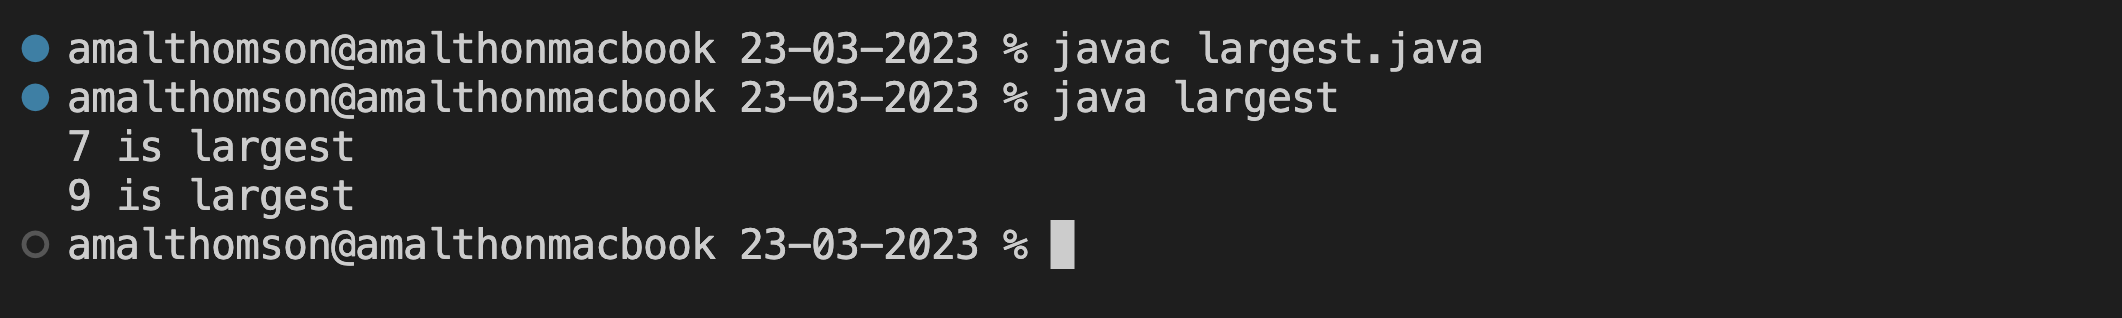 amalthomson@amalthonmacbook 23-03-2023 % javac largest.java
amalthomson@amalthonmacbook 23-03-2023 % java largest
7 is largest
9 is largest
amalthomson@amalthonmacbook 23-03-2023 %